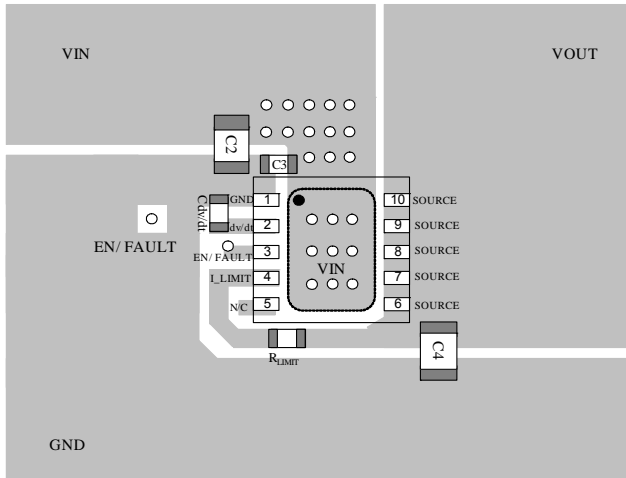 VIN
VOUT
C2
C3
Cdv/dt
GND 1
10 SOURCE
dv/dt 2
9 SOURCE
EN/ FAULT
EN/ FAULT 3
8 SOURCE
VIN
I_LIMIT 4
7 SOURCE
N/C 5
6 SOURCE
RLIMIT
C4
GND